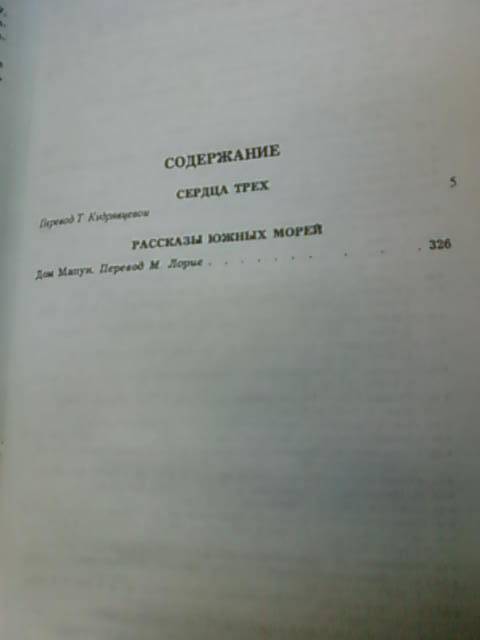 СОДЕРЖАНИЕ
СЕРДЦА ТРЕХ
Перевод Т. Кудрявцевой 5
РАССКАЗЫ ЮЖНЫХ МОРЕЙ
Дом Мапуи. Перевод М. Лорие . . . . . . . . . 326